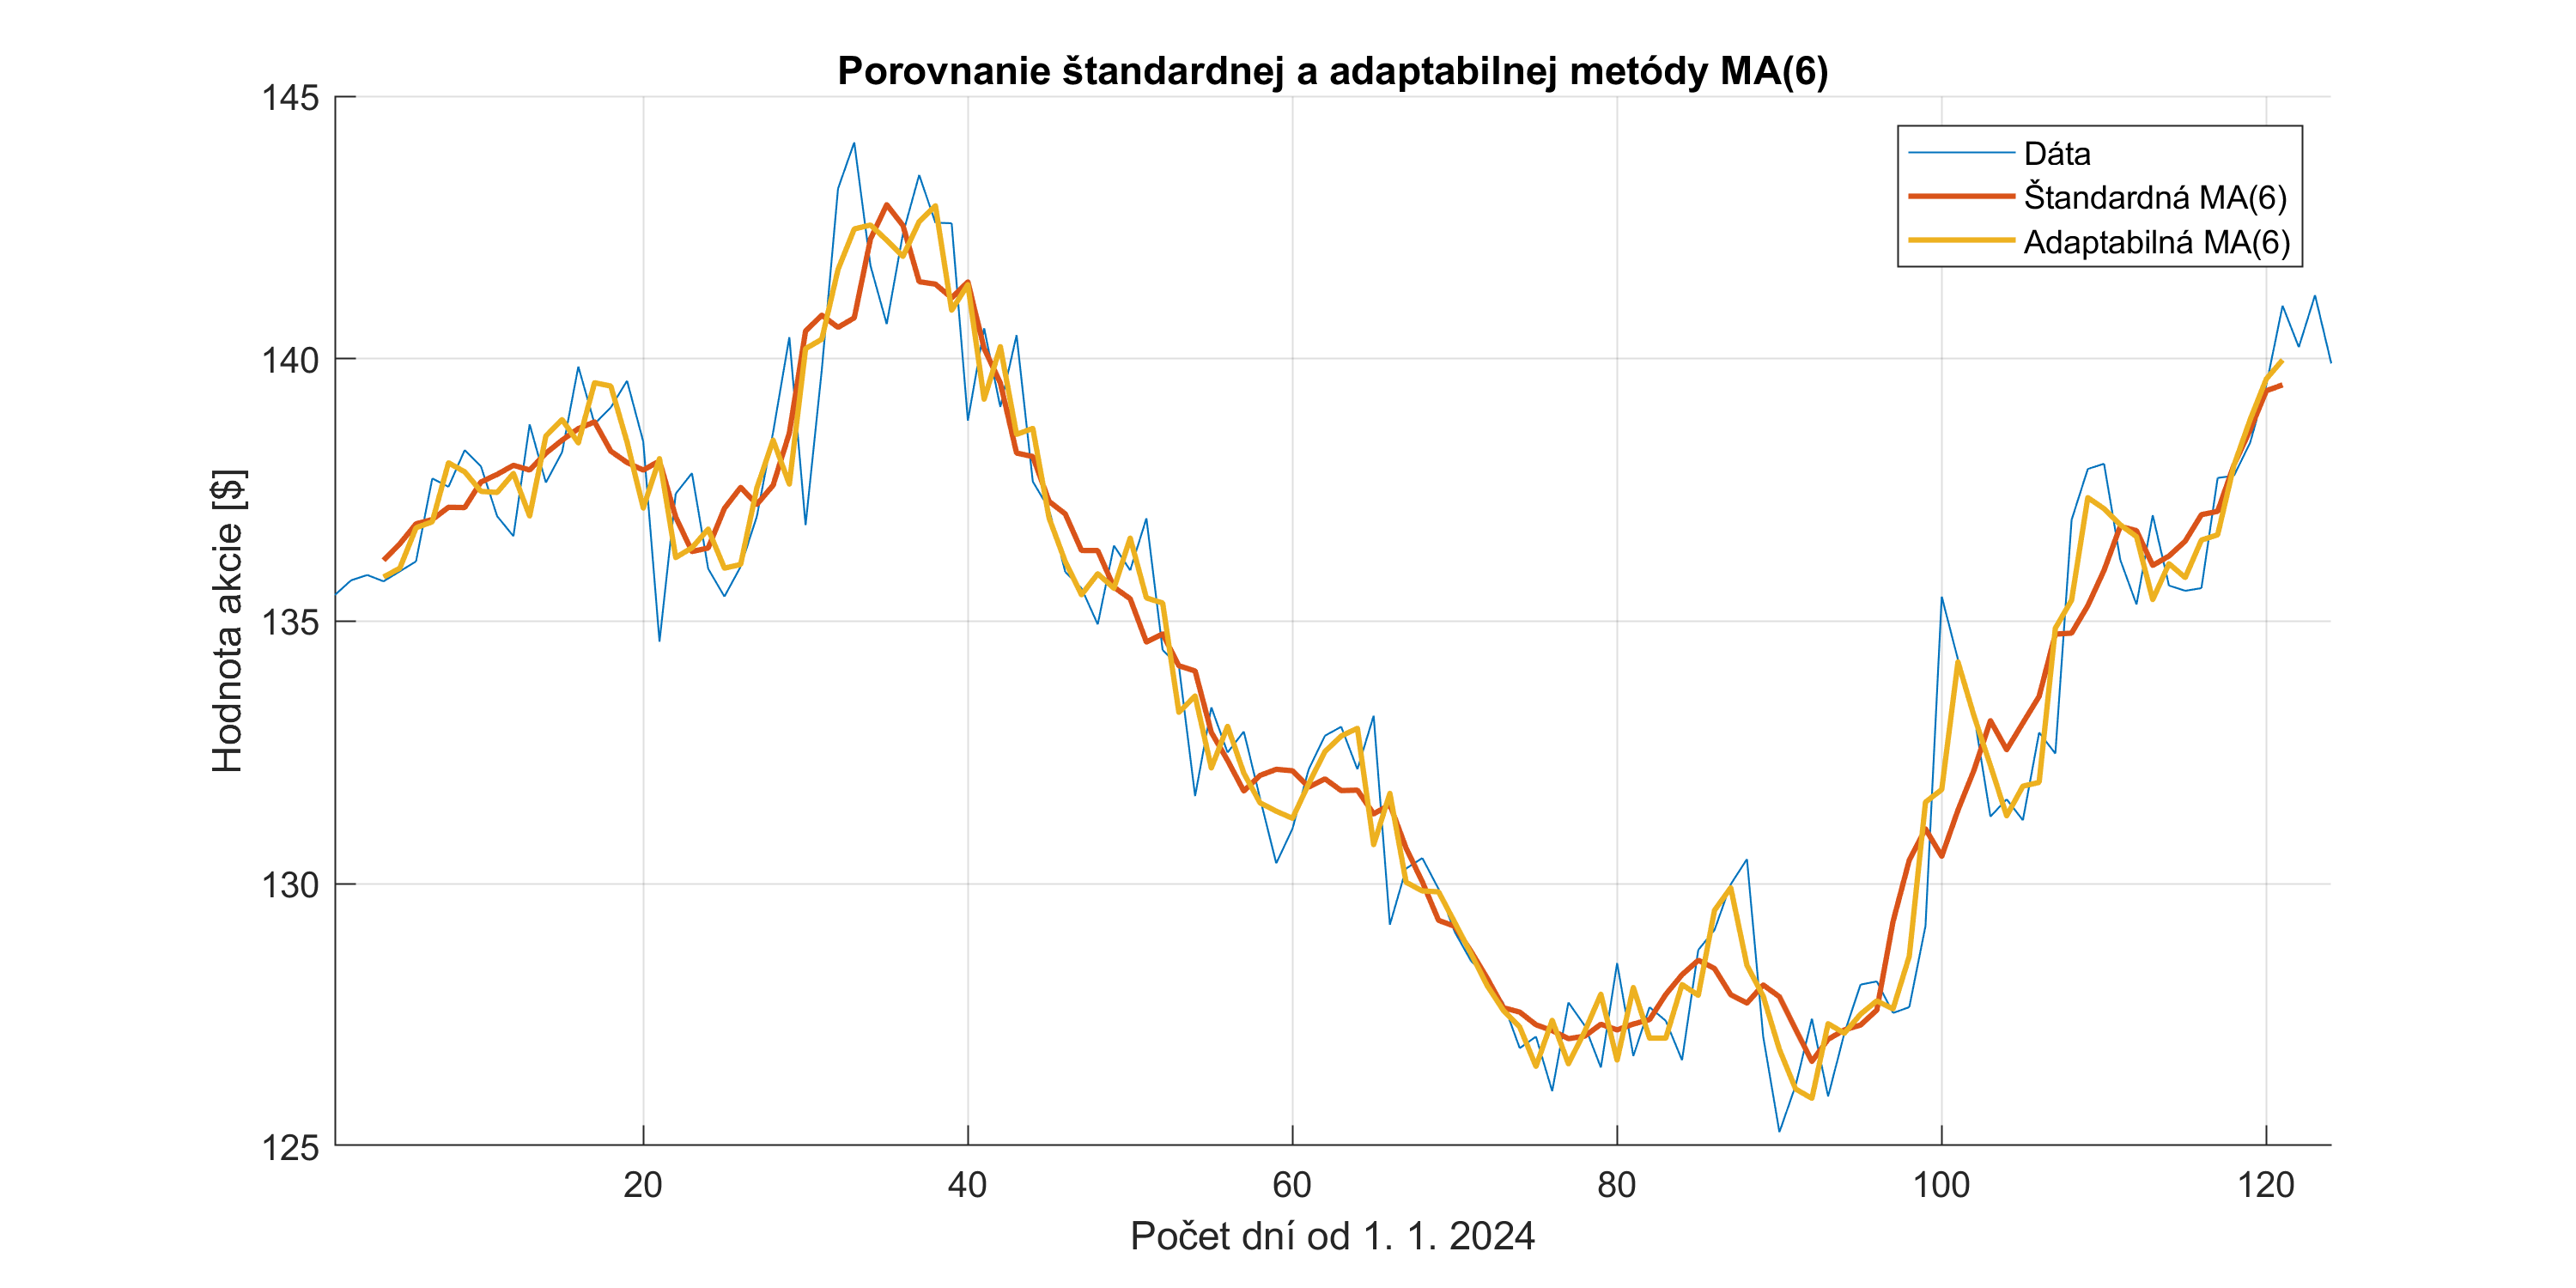 Porovnanie štandardnej a adaptabilnej metódy MA(6)
145
140
135
130
125
Hodnota akcie [$]
Dáta
Štandardná MA(6)
Adaptabilná MA(6)
20 40 60 80 100 120
Počet dní od 1. 1. 2024